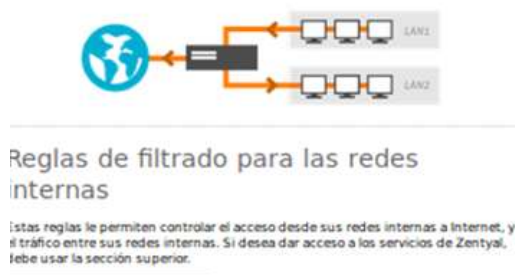 LAN1
LAN2
Reglas de filtrado para las redes
internas
Estas reglas le permiten controlar el acceso desde sus redes internas a Internet, y
el tráfico entre sus redes internas. Si desea dar acceso a los servicios de Zentyal,
debe usar la sección superior.